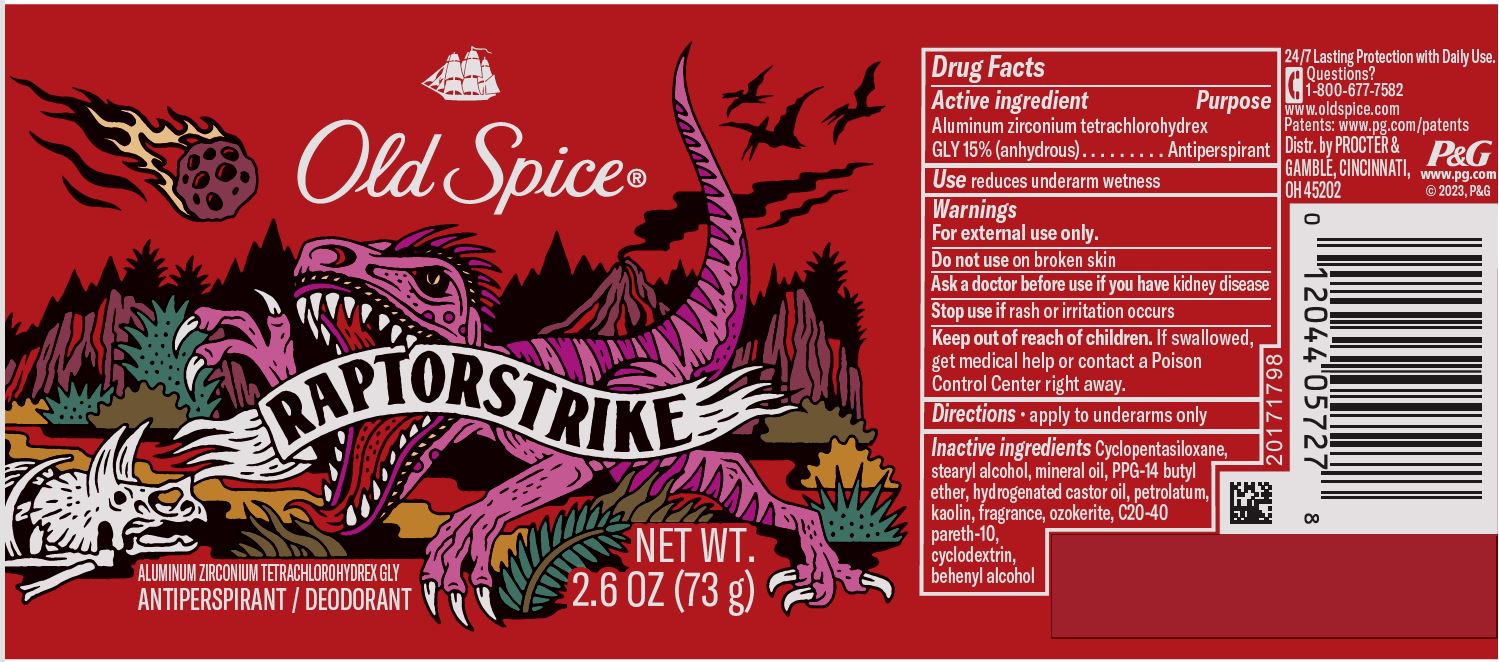 Old Spice®
RAPTORSTRIKE
ALUMINUM ZIRCONIUM TETRACHLOROHYDREX GLY
ANTIPERSPIRANT / DEODORANT
NET WT.
2.6 OZ (73 g)
Drug Facts
Active ingredient Purpose
Aluminum zirconium tetrachlorohydrex
GLY 15% (anhydrous) . . . . . . . . . Antiperspirant
Use reduces underarm wetness
Warnings
For external use only.
Do not use on broken skin
Ask a doctor before use if you have kidney disease
Stop use if rash or irritation occurs
Keep out of reach of children. If swallowed,
get medical help or contact a Poison
Control Center right away.
Directions • apply to underarms only
Inactive ingredients Cyclopentasiloxane,
stearyl alcohol, mineral oil, PPG-14 butyl
ether, hydrogenated castor oil, petrolatum,
kaolin, fragrance, ozokerite, C20-40
pareth-10,
cyclodextrin,
behenyl alcohol
24/7 Lasting Protection with Daily Use.
Questions?
1-800-677-7582
www.oldspice.com
Patents: www.pg.com/patents
Distr. by PROCTER &
GAMBLE, CINCINNATI,
OH 45202
P&G
www.pg.com
© 2023, P&G
201717198
0 12044 05727 8